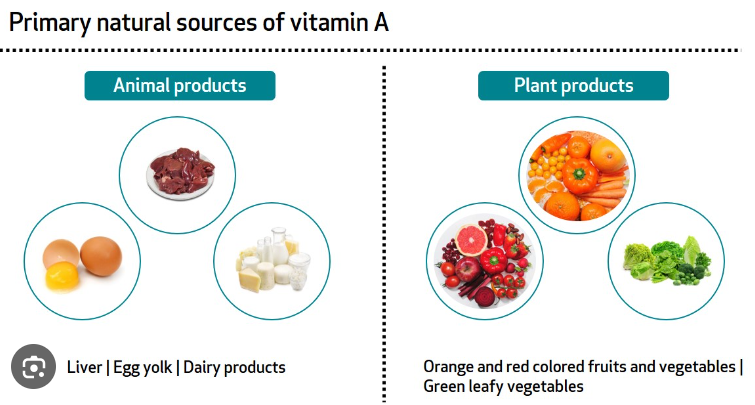 Primary natural sources of vitamin A
Animal products
Plant products
Liver | Egg yolk | Dairy products
Orange and red colored fruits and vegetables |
Green leafy vegetables